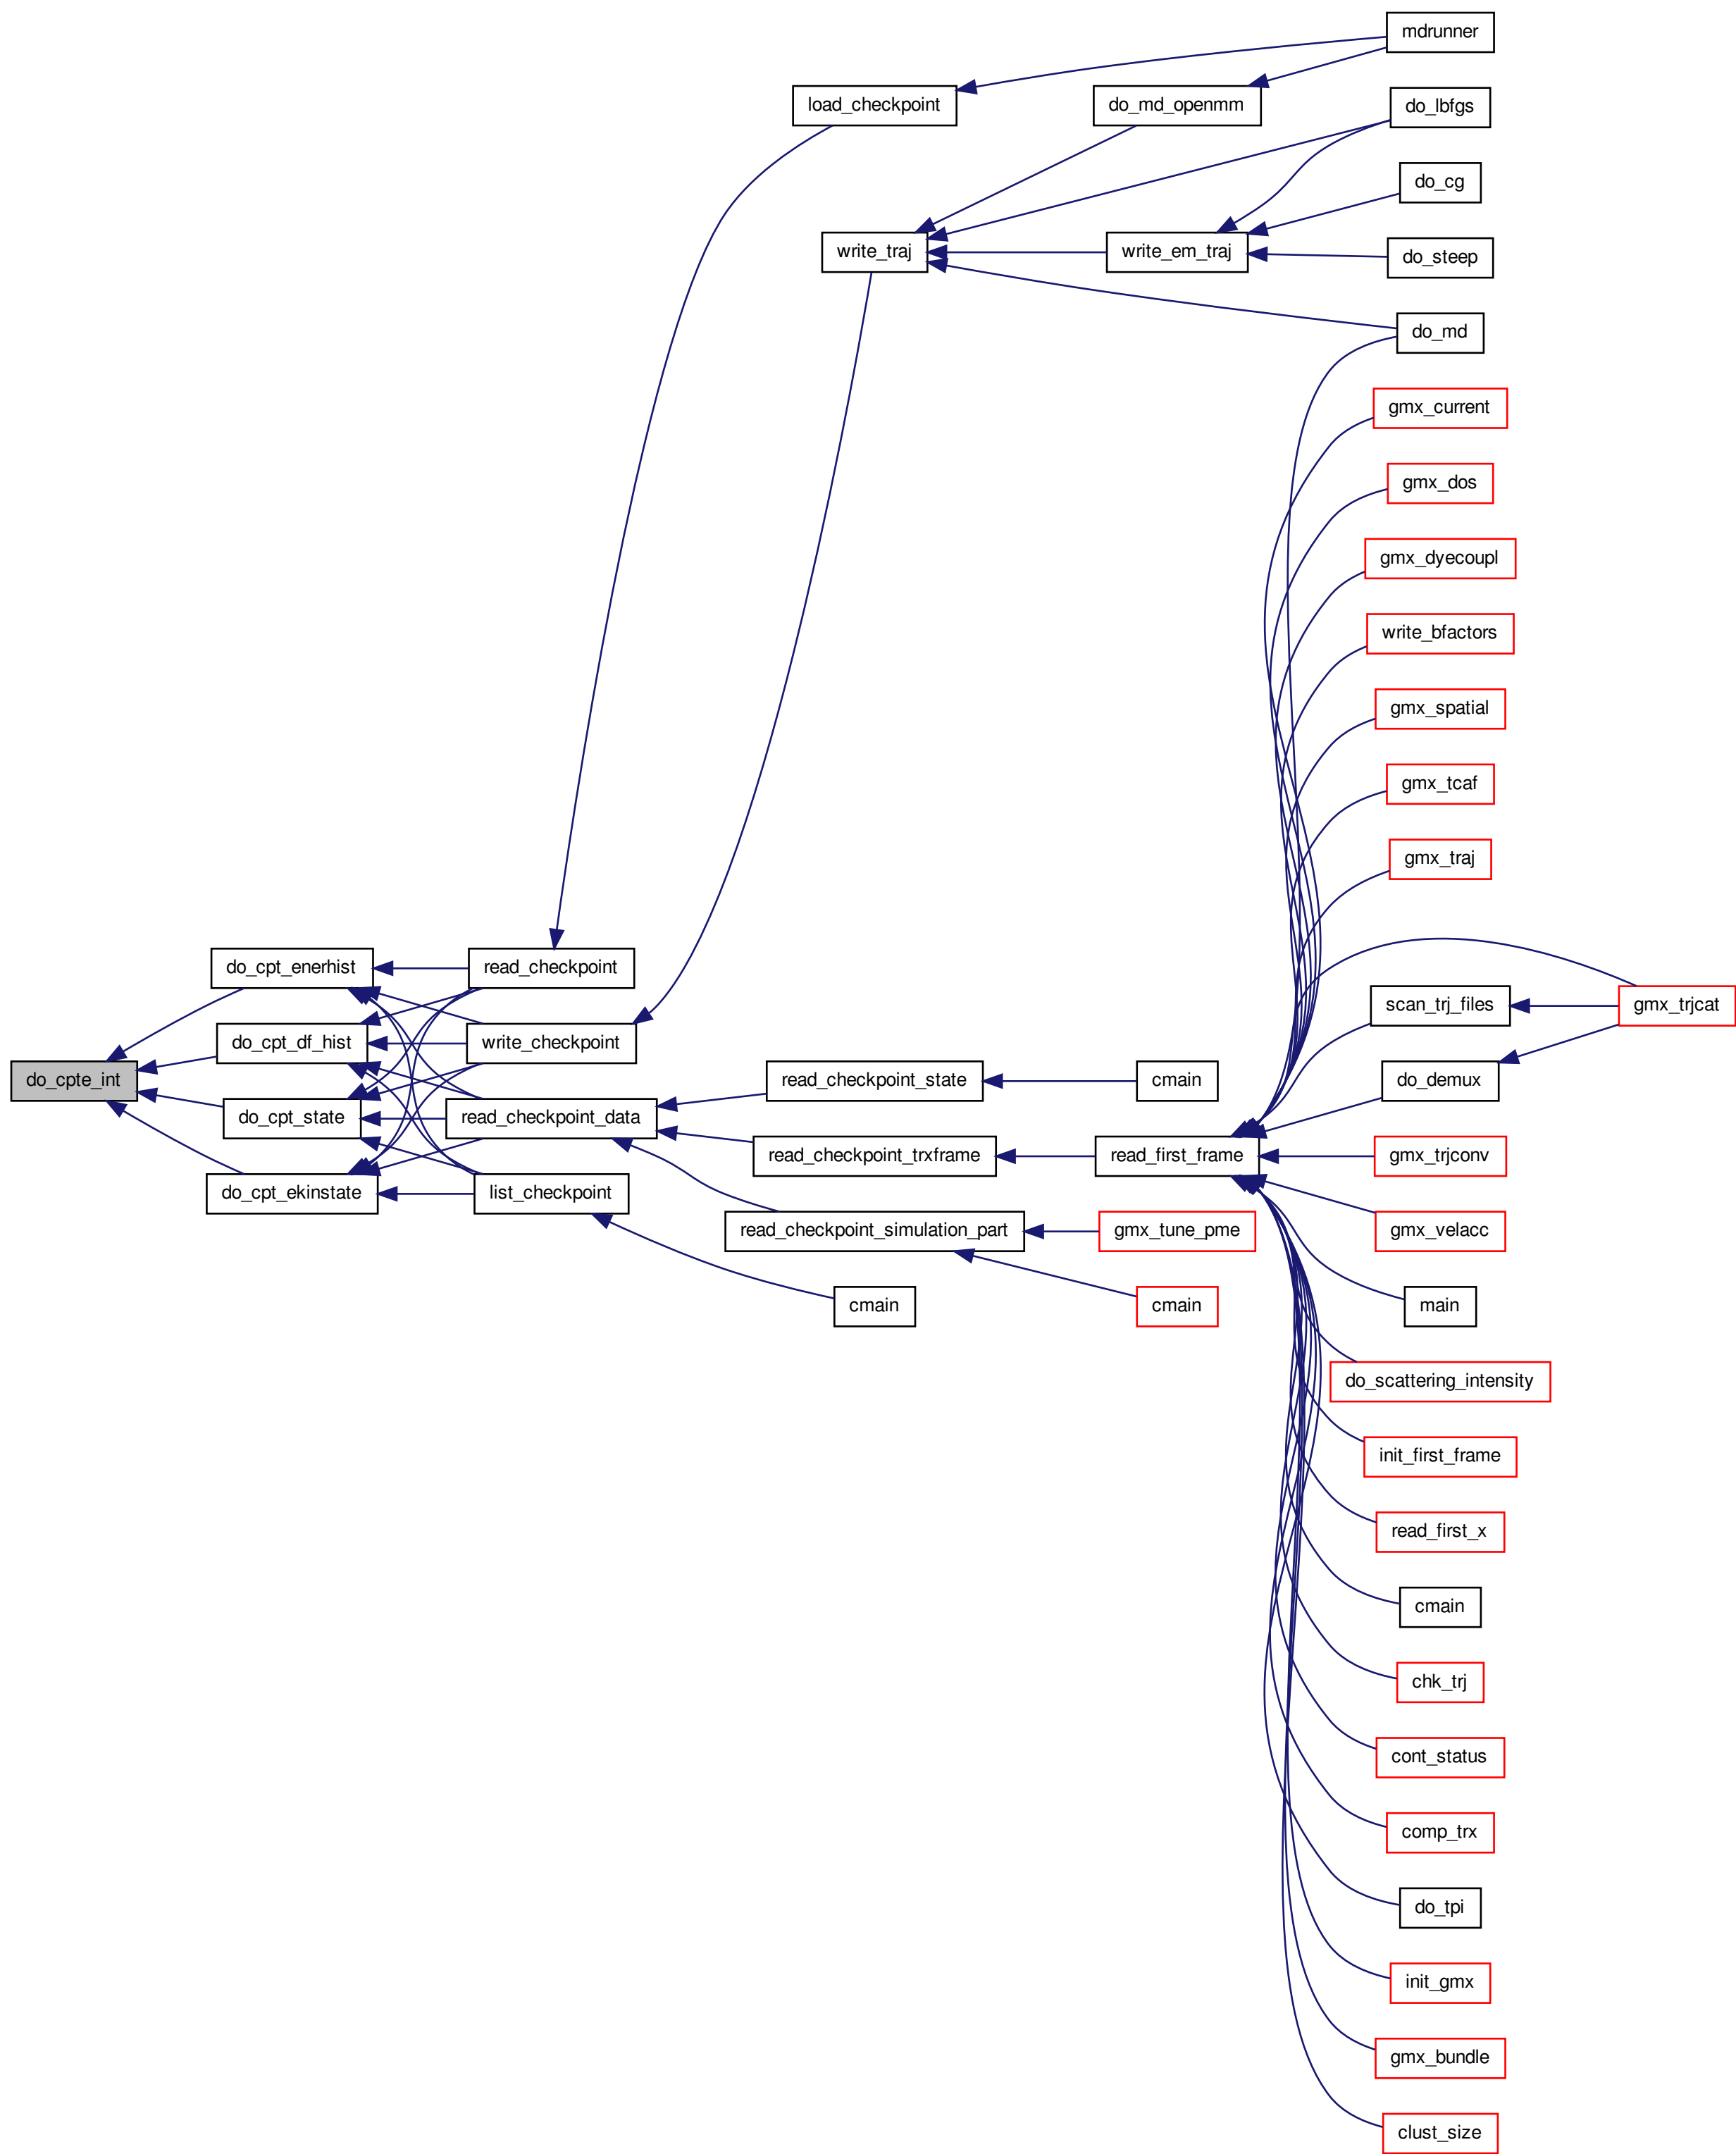 mdrunner
load_checkpoint
do_md_openmm
do_lbfgs
do_cg
write_traj
write_em_traj
do_steep
do_md
gmx_current
gmx_dos
gmx_dyecoupl
write_bfactors
gmx_spatial
gmx_tcaf
gmx_traj
do_cpt_enerhist
read_checkpoint
scan_trj_files
gmx_trjcat
do_cpt_df_hist
write_checkpoint
do_cpte_int
read_checkpoint_state
cmain
do_demux
do_cpt_state
read_checkpoint_data
read_checkpoint_trxframe
read_first_frame
gmx_trjconv
do_cpt_ekinstate
list_checkpoint
read_checkpoint_simulation_part
gmx_tune_pme
gmx_velacc
cmain
cmain
main
do_scattering_intensity
init_first_frame
read_first_x
cmain
chk_trj
cont_status
comp_trx
do_tpi
init_gmx
gmx_bundle
clust_size